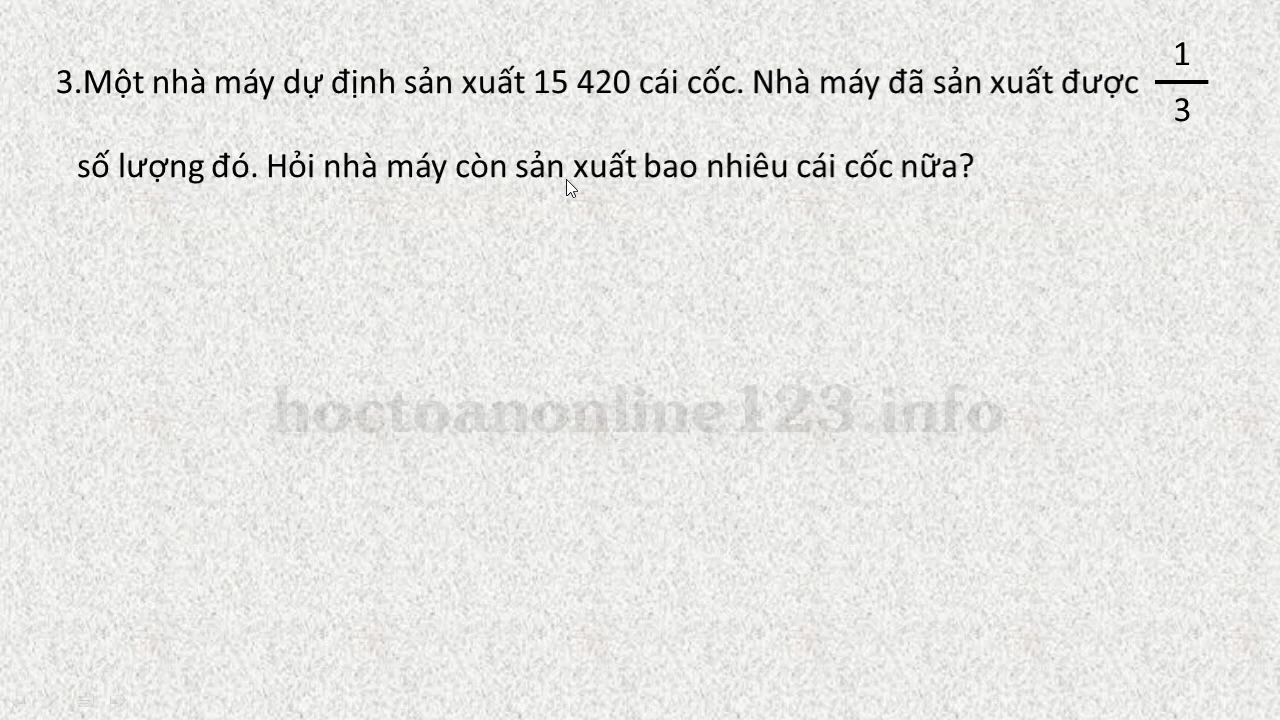 3.Một nhà máy dự định sản xuất 15 420 cái cốc. Nhà máy đã sản xuất được 1/3
số lượng đó. Hỏi nhà máy còn sản xuất bao nhiêu cái cốc nữa?
hoctoanonline123.info